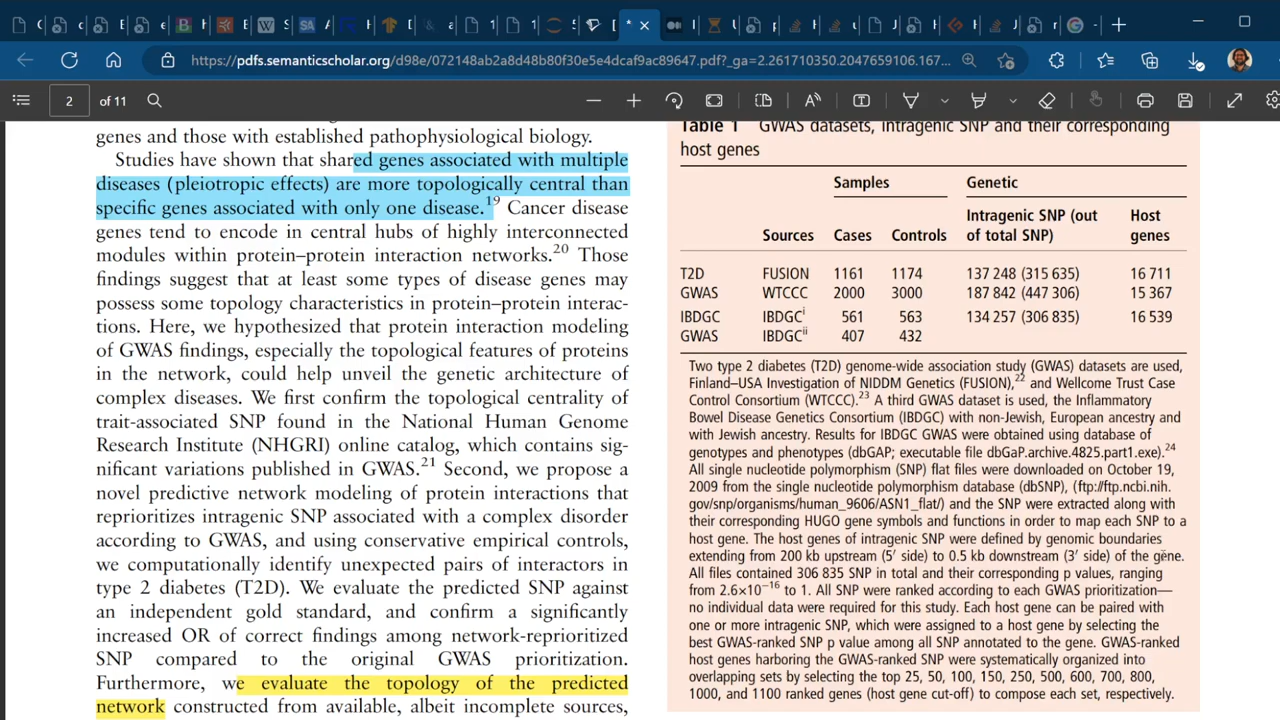 https://pdfs.semanticscholar.org/d98e/072148ab2a8d48b80f30e5e4dcaf9ac89647.pdf?_ga=2.261710350.2047659106.167...
2 of 11
genes and those with established pathophysiological biology.
Studies have shown that shared genes associated with multiple
diseases (pleiotropic effects) are more topologically central than
specific genes associated with only one disease.19 Cancer disease
genes tend to encode in central hubs of highly interconnected
modules within protein–protein interaction networks.20 Those
findings suggest that at least some types of disease genes may
possess some topology characteristics in protein–protein interac-
tions. Here, we hypothesized that protein interaction modeling
of GWAS findings, especially the topological features of proteins
in the network, could help unveil the genetic architecture of
complex diseases. We first confirm the topological centrality of
trait-associated SNP found in the National Human Genome
Research Institute (NHGRI) online catalog, which contains sig-
nificant variations published in GWAS.21 Second, we propose a
novel predictive network modeling of protein interactions that
reprioritizes intragenic SNP associated with a complex disorder
according to GWAS, and using conservative empirical controls,
we computationally identify unexpected pairs of interactors in
type 2 diabetes (T2D). We evaluate the predicted SNP against
an independent gold standard, and confirm a significantly
increased OR of correct findings among network-reprioritized
SNP compared to the original GWAS prioritization.
Furthermore, we evaluate the topology of the predicted
network constructed from available, albeit incomplete sources,
Table 1 GWAS datasets, intragenic SNP and their corresponding
host genes
Samples Genetic
Sources Cases Controls Intragenic SNP (out of total SNP) Host genes
T2D FUSION 1161 1174 137 248 (315 635) 16 711
GWAS WTCCC 2000 3000 187 842 (447 306) 15 367
IBDGC IBDGCi 561 563 134 257 (306 835) 16 539
GWAS IBDGCii 407 432
Two type 2 diabetes (T2D) genome-wide association study (GWAS) datasets are used,
Finland–USA Investigation of NIDDM Genetics (FUSION),22 and Wellcome Trust Case
Control Consortium (WTCCC).23 A third GWAS dataset is used, the Inflammatory
Bowel Disease Genetics Consortium (IBDGC) with non-Jewish, European ancestry and
with Jewish ancestry. Results for IBDGC GWAS were obtained using database of
genotypes and phenotypes (dbGAP; executable file dbGaP.archive.4825.part1.exe).24
All single nucleotide polymorphism (SNP) flat files were downloaded on October 19,
2009 from the single nucleotide polymorphism database (dbSNP), (ftp://ftp.ncbi.nih.
gov/snp/organisms/human_9606/ASN1_flat/) and the SNP were extracted along with
their corresponding HUGO gene symbols and functions in order to map each SNP to a
host gene. The host genes of intragenic SNP were defined by genomic boundaries
extending from 200 kb upstream (5′ side) to 0.5 kb downstream (3′ side) of the gene.
All files contained 306 835 SNP in total and their corresponding p values, ranging
from 2.6×10−16 to 1. All SNP were ranked according to each GWAS prioritization—
no individual data were required for this study. Each host gene can be paired with
one or more intragenic SNP, which were assigned to a host gene by selecting the
best GWAS-ranked SNP p value among all SNP annotated to the gene. GWAS-ranked
host genes harboring the GWAS-ranked SNP were systematically organized into
overlapping sets by selecting the top 25, 50, 100, 150, 250, 500, 600, 700, 800,
1000, and 1100 ranked genes (host gene cut-off) to compose each set, respectively.